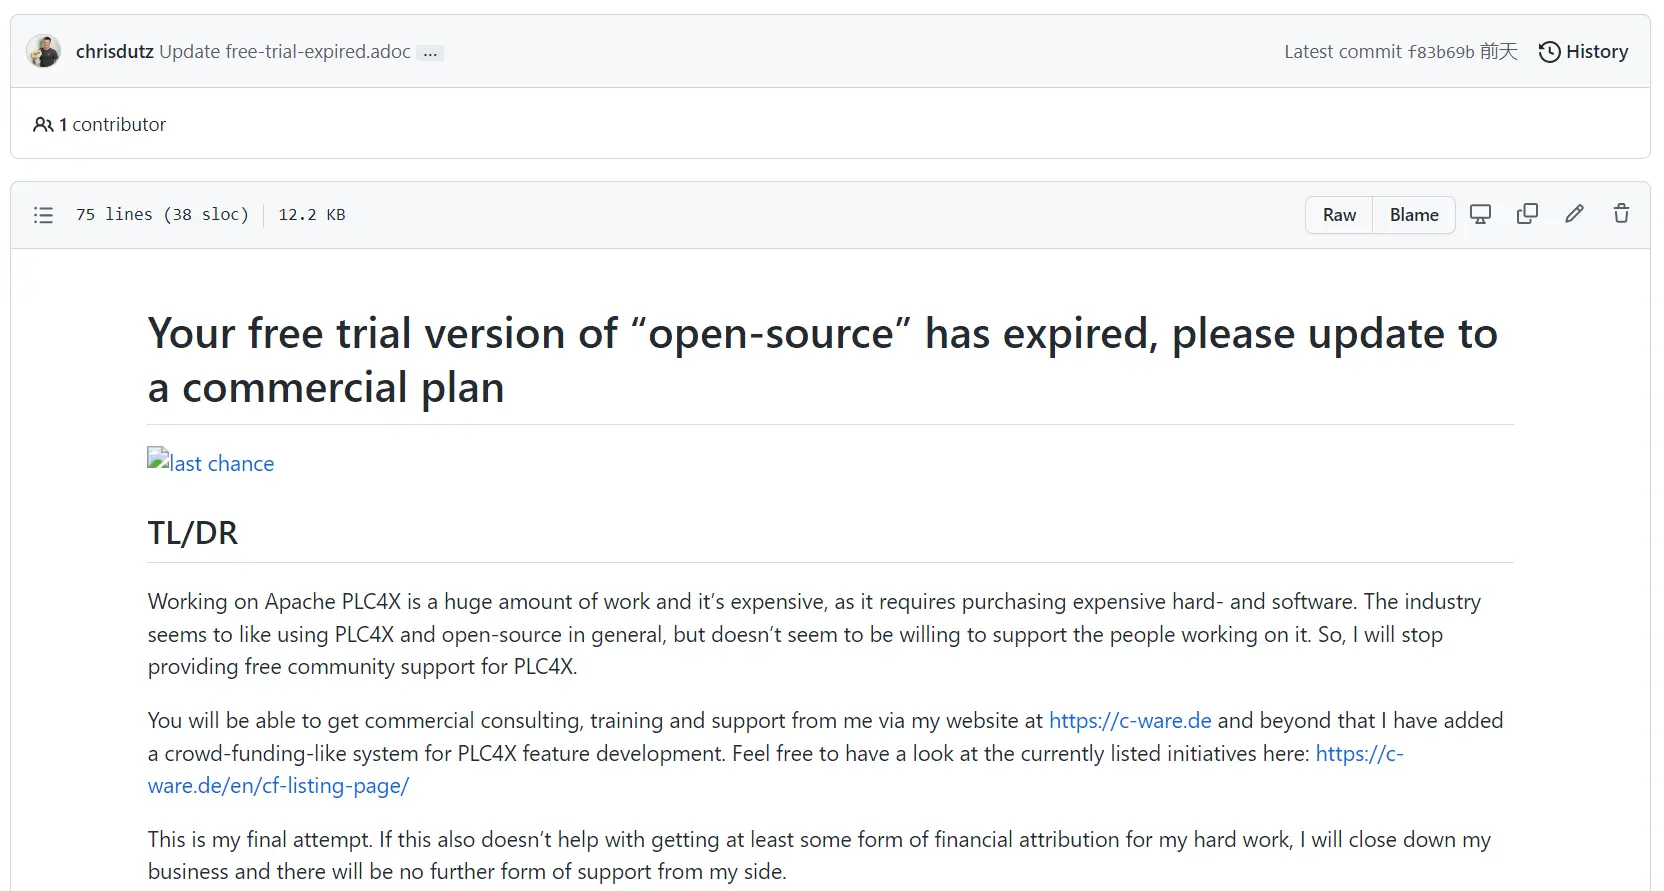 chrisdutz Update free-trial-expired.adoc ...
Latest commit f83b69b 前天 History
1 contributor
75 lines (38 sloc) 12.2 KB
Raw Blame
Your free trial version of “open-source” has expired, please update to
a commercial plan
last chance
TL/DR
Working on Apache PLC4X is a huge amount of work and it’s expensive, as it requires purchasing expensive hard- and software. The industry
seems to like using PLC4X and open-source in general, but doesn’t seem to be willing to support the people working on it. So, I will stop
providing free community support for PLC4X.
You will be able to get commercial consulting, training and support from me via my website at https://c-ware.de and beyond that I have added
a crowd-funding-like system for PLC4X feature development. Feel free to have a look at the currently listed initiatives here: https://c-
ware.de/en/cf-listing-page/
This is my final attempt. If this also doesn’t help with getting at least some form of financial attribution for my hard work, I will close down my
business and there will be no further form of support from my side.